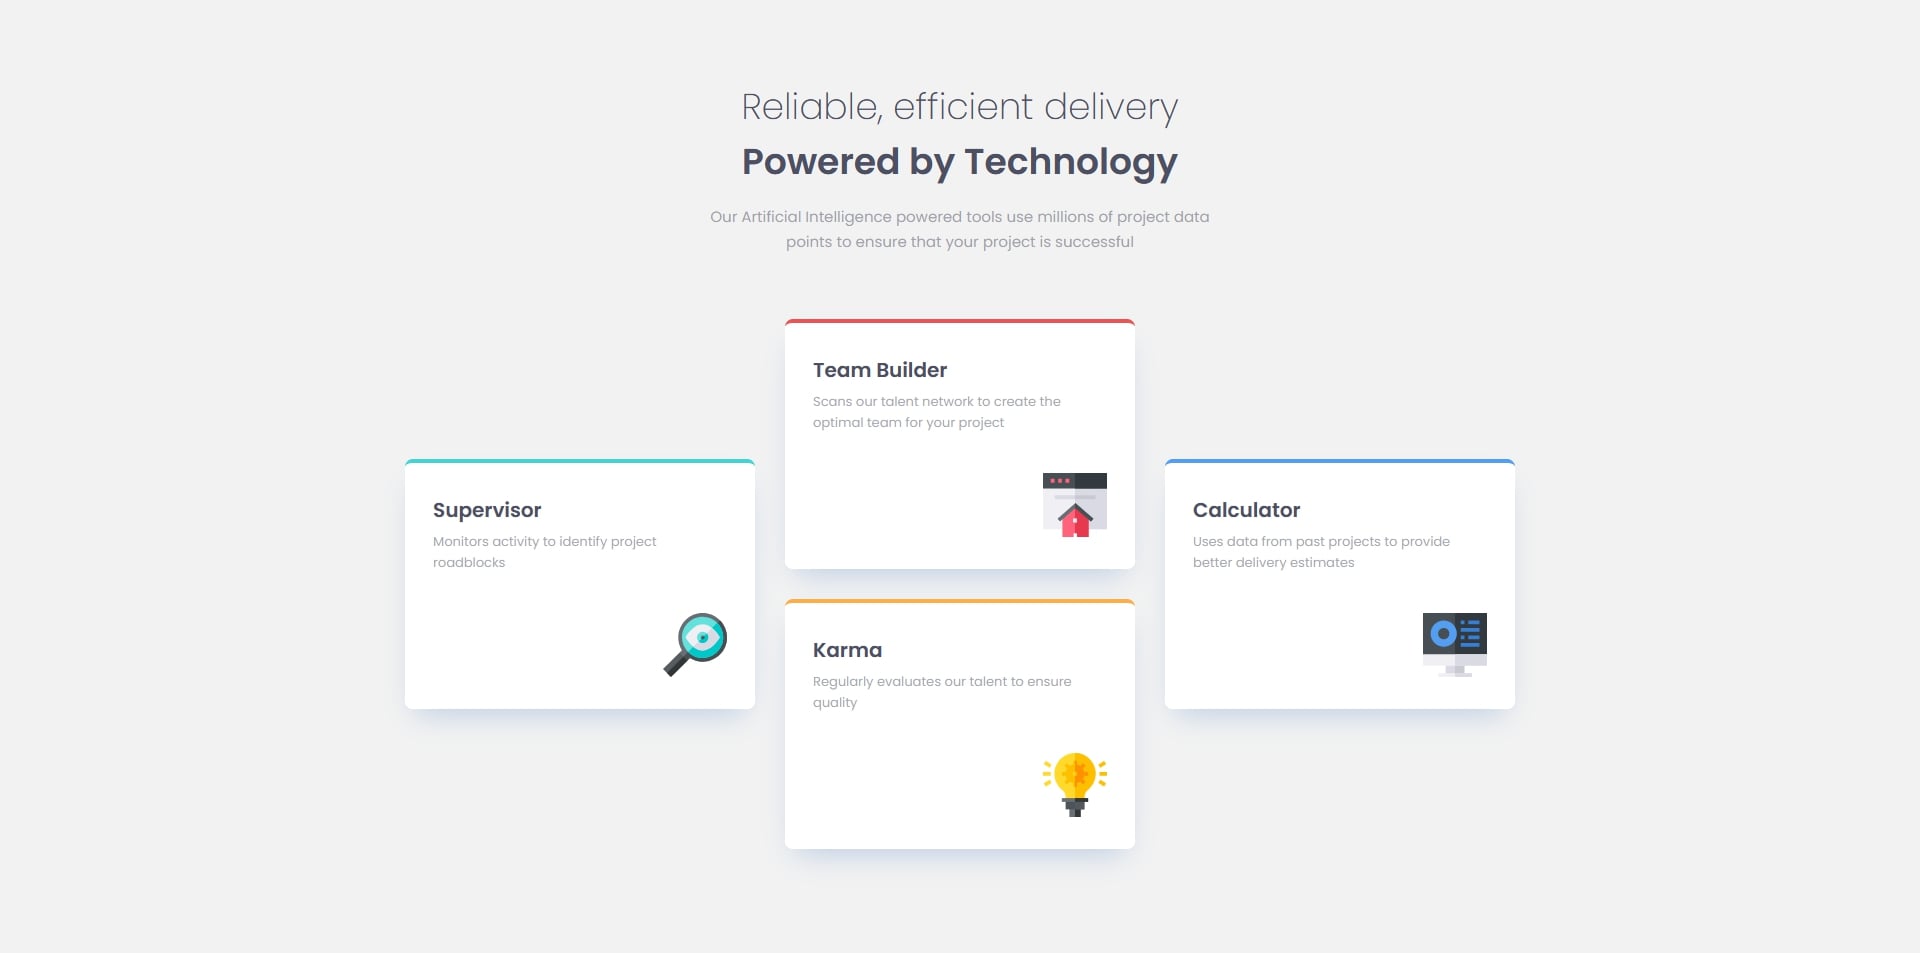 Reliable, efficient delivery
Powered by Technology
Our Artificial Intelligence powered tools use millions of project data
points to ensure that your project is successful
Supervisor
Monitors activity to identify project
roadblocks
Team Builder
Scans our talent network to create the
optimal team for your project
Karma
Regularly evaluates our talent to ensure
quality
Calculator
Uses data from past projects to provide
better delivery estimates